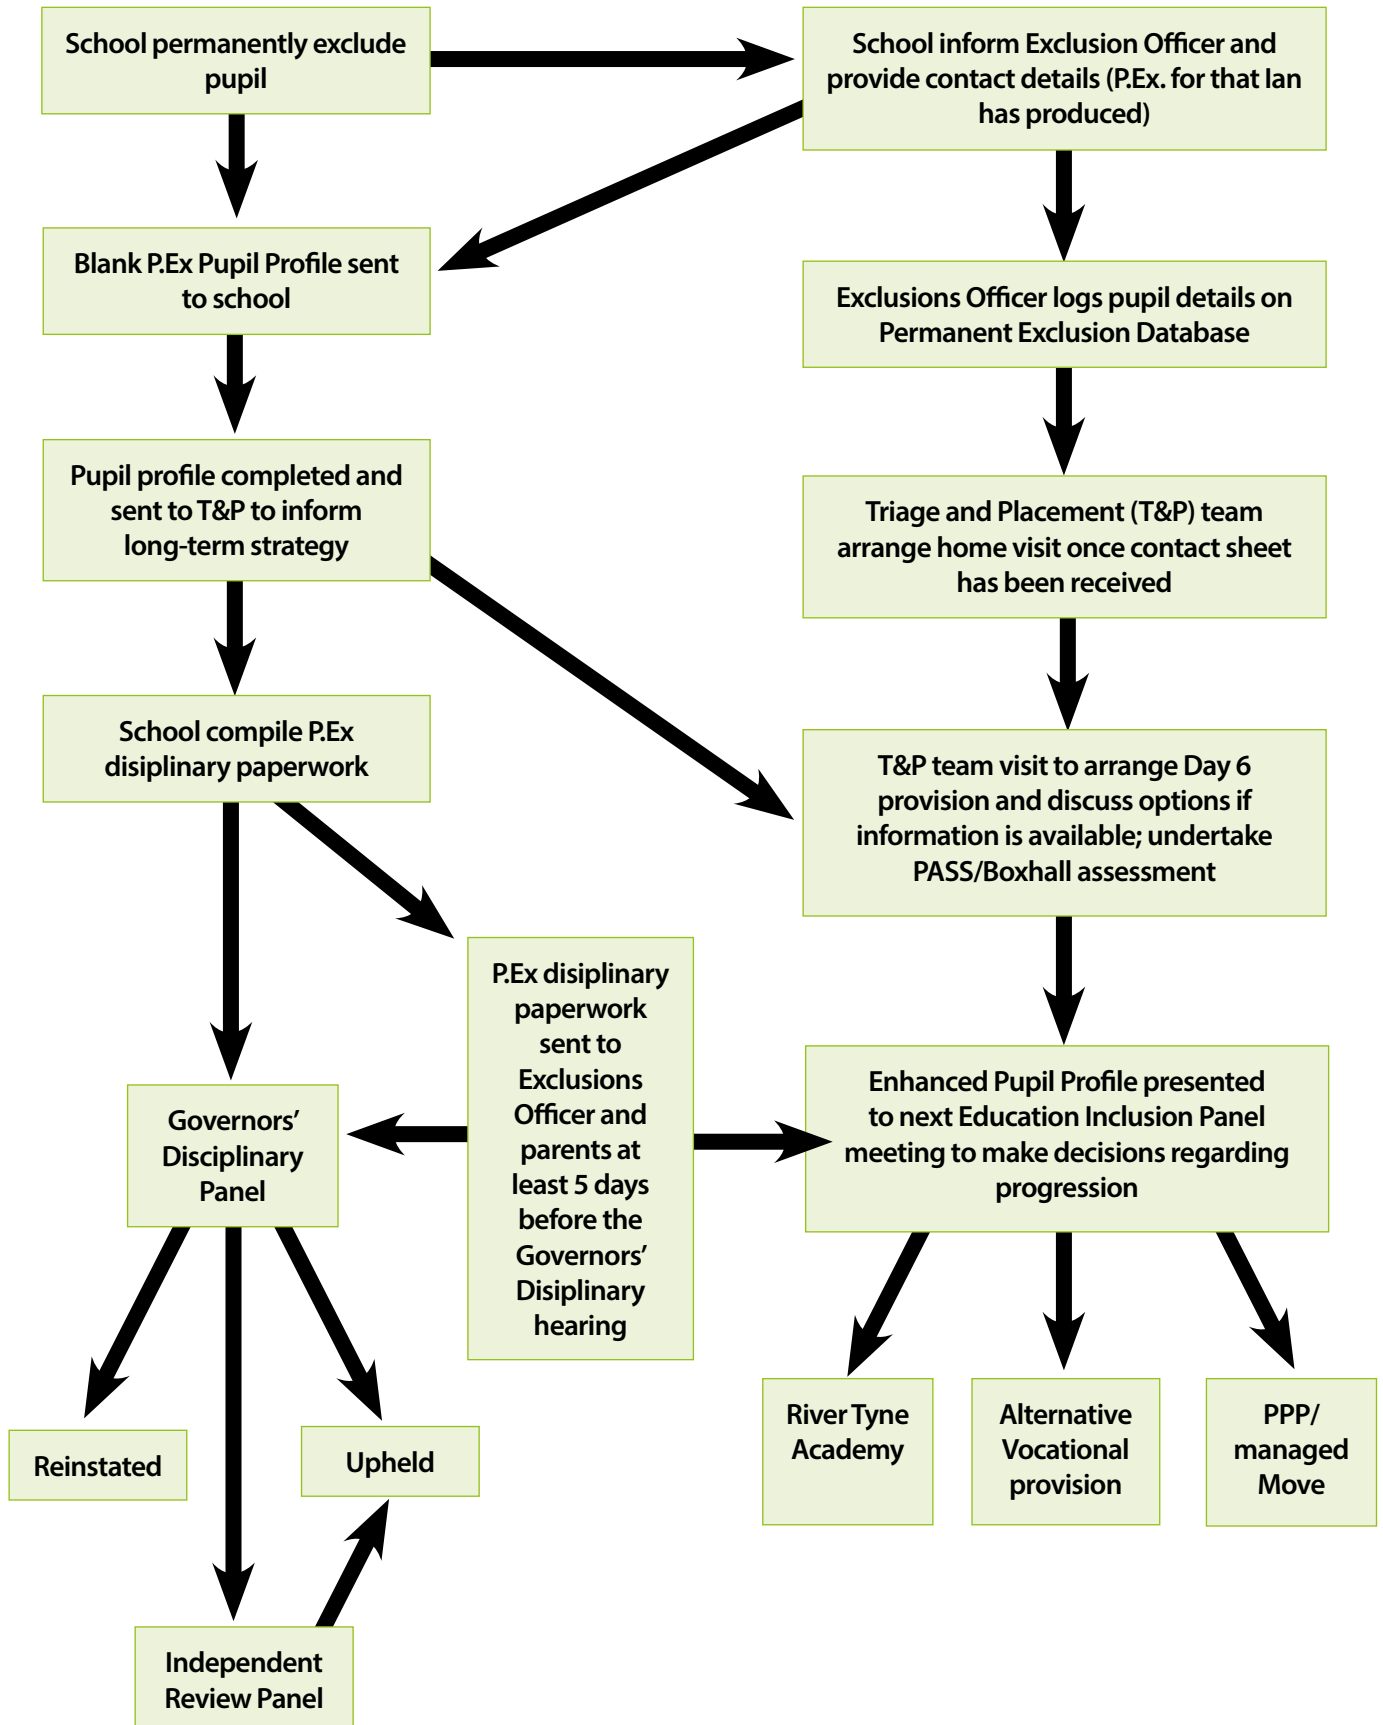 School permanently exclude
pupil
School inform Exclusion Officer and
provide contact details (P.Ex. for that Ian
has produced)
Blank P.Ex Pupil Profile sent
to school
Exclusions Officer logs pupil details on
Permanent Exclusion Database
Pupil profile completed and
sent to T&P to inform
long-term strategy
Triage and Placement (T&P) team
arrange home visit once contact sheet
has been received
School compile P.Ex
disiplinary paperwork
T&P team visit to arrange Day 6
provision and discuss options if
information is available; undertake
PASS/Boxhall assessment
P.Ex disiplinary
paperwork
sent to
Exclusions
Officer and
parents at
least 5 days
before the
Governors’
Disiplinary
hearing
Governors’
Disciplinary
Panel
Enhanced Pupil Profile presented
to next Education Inclusion Panel
meeting to make decisions regarding
progression
Reinstated
Upheld
River Tyne
Academy
Alternative
Vocational
provision
PPP/
managed
Move
Independent
Review Panel